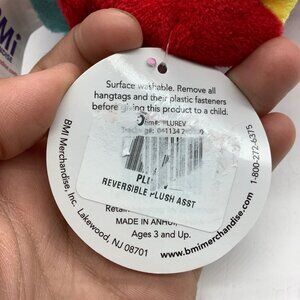 BMi
Surface washable. Remove all
hangtags and their plastic fasteners
before giving this product to a child.
REVERSIBLE PLUSH ASST
MADE IN
Ages 3 and Up.
BMI Merchandise, Inc. Lakewood, NJ 08701
www.bmimerchandise.com
1-800-272-6375